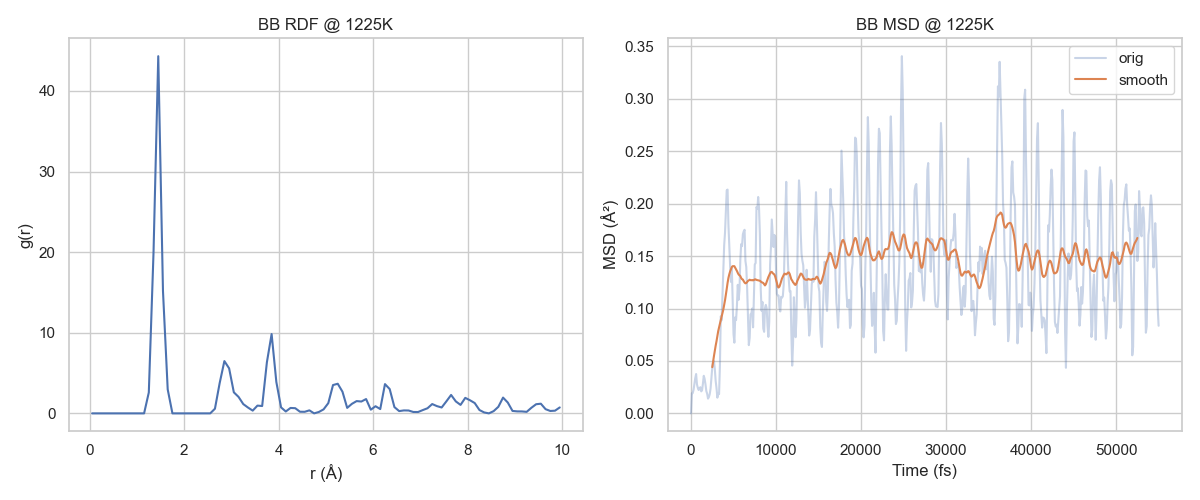 BB RDF @ 1225K
g(r)
40
30
20
10
0
0 2 4 6 8 10
r (Å)
BB MSD @ 1225K
MSD (Å²)
0.35
0.30
0.25
0.20
0.15
0.10
0.05
0.00
orig
smooth
0 10000 20000 30000 40000 50000
Time (fs)